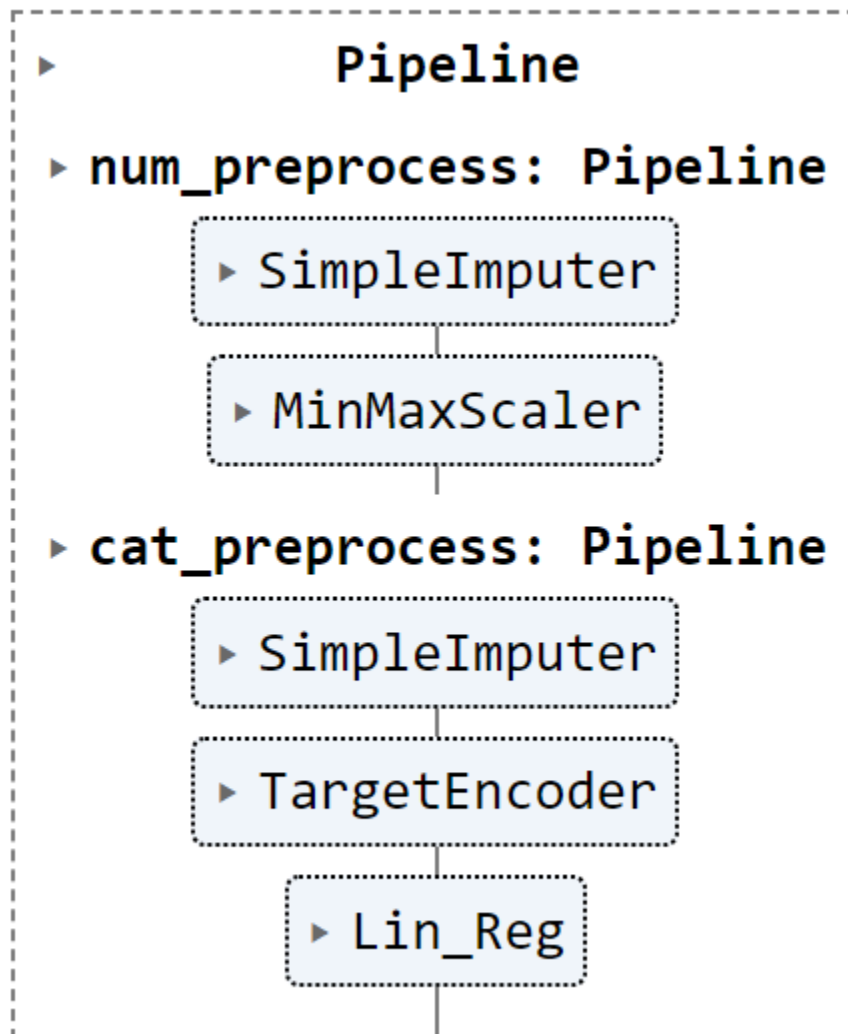 Pipeline
num_preprocess: Pipeline
SimpleImputer
MinMaxScaler
cat_preprocess: Pipeline
SimpleImputer
TargetEncoder
Lin_Reg